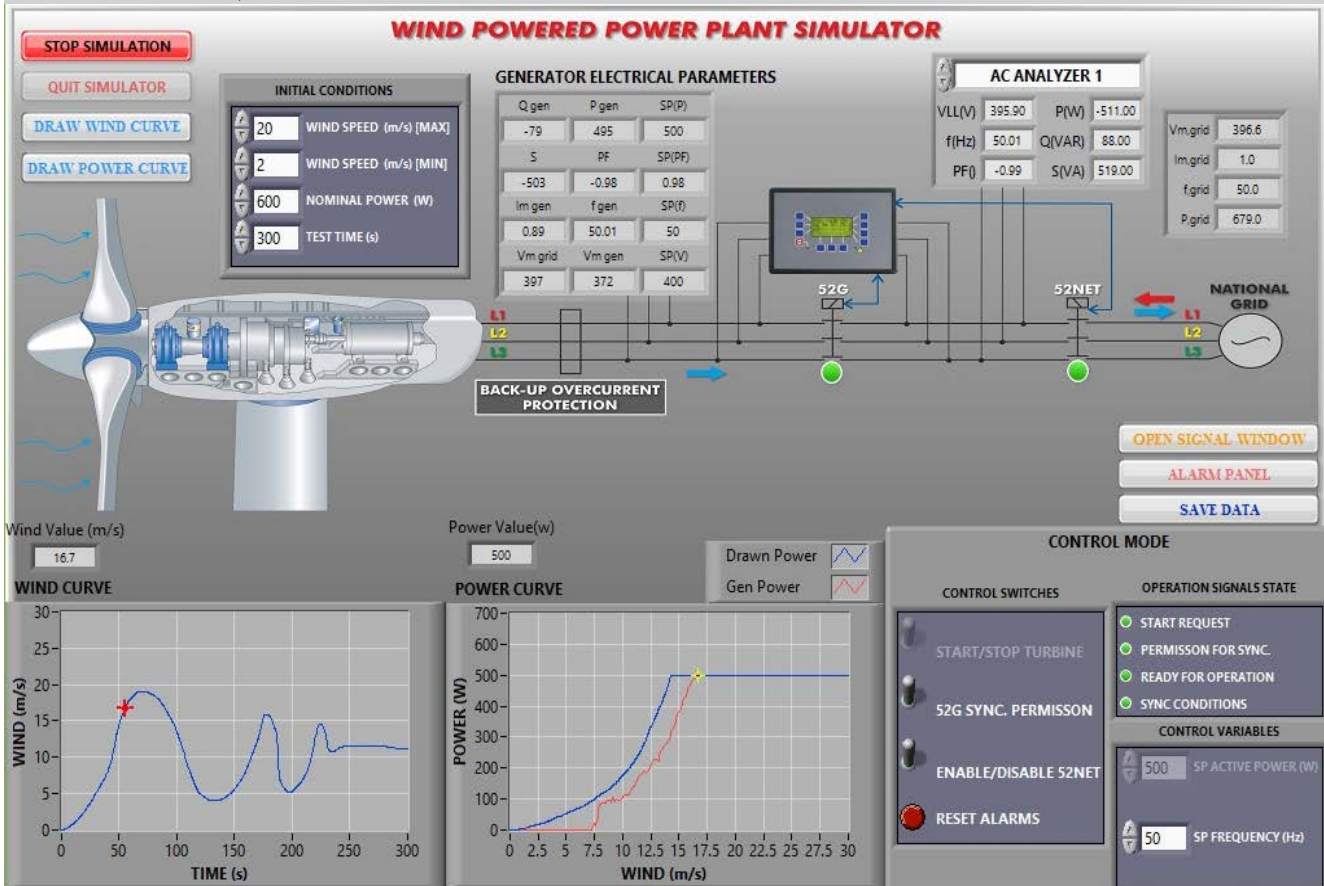 WIND POWERED POWER PLANT SIMULATOR
STOP SIMULATION
QUIT SIMULATOR
DRAW WIND CURVE
DRAW POWER CURVE
INITIAL CONDITIONS
20 WIND SPEED (m/s) [MAX]
2 WIND SPEED (m/s) [MIN]
600 NOMINAL POWER (W)
300 TEST TIME (s)
GENERATOR ELECTRICAL PARAMETERS
Q gen P gen SP(P)
-79 495 500
S PF SP(PF)
-503 -0.98 0.98
Im gen f gen SP(f)
0.89 50.01 50
Vm grid Vm gen SP(V)
397 372 400
AC ANALYZER 1
VLL(V) 395.90 P(W) -511.00
f(Hz) 50.01 Q(VAR) 88.00
PF() -0.99 S(VA) 519.00
Vm,grid 396.6
Im,grid 1.0
f.grid 50.0
P.grid 679.0
52G
52NET
NATIONAL
GRID
L1
L2
L3
L1
L2
L3
BACK-UP OVERCURRENT
PROTECTION
OPEN SIGNAL WINDOW
ALARM PANEL
SAVE DATA
Wind Value (m/s)
16.7
WIND CURVE
30
25
20
15
10
5
0
WIND (m/s)
0 50 100 150 200 250 300
TIME (s)
Power Value(w)
500
POWER CURVE
Drawn Power
Gen Power
700
600
500
400
300
200
100
0
POWER (W)
0 2.5 5 7.5 10 12.5 15 17.5 20 22.5 25 27.5 30
WIND (m/s)
CONTROL MODE
CONTROL SWITCHES
START/STOP TURBINE
52G SYNC. PERMISSON
ENABLE/DISABLE 52NET
RESET ALARMS
OPERATION SIGNALS STATE
START REQUEST
PERMISSON FOR SYNC.
READY FOR OPERATION
SYNC CONDITIONS
CONTROL VARIABLES
500 SP ACTIVE POWER (W)
50 SP FREQUENCY (Hz)